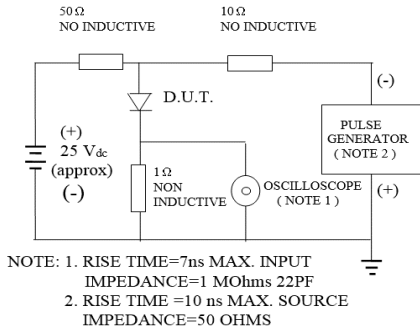 50Ω
NO INDUCTIVE
10Ω
NO INDUCTIVE
(-)
D.U.T.
PULSE
GENERATOR
( NOTE 2 )
(+)
25 Vdc
(approx)
(-)
1Ω
NON
INDUCTIVE
OSCILLOSCOPE
( NOTE 1 )
(+)
NOTE: 1. RISE TIME=7ns MAX. INPUT
IMPEDANCE=1 MOhms 22PF
2. RISE TIME =10 ns MAX. SOURCE
IMPEDANCE=50 OHMS